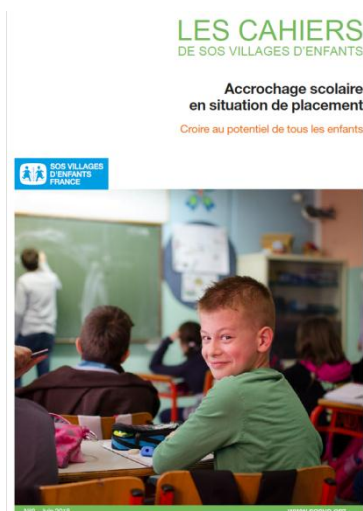 LES CAHIERS
DE SOS VILLAGES D'ENFANTS
Accrochage scolaire
en situation de placement
Croire au potentiel de tous les enfants
SOS VILLAGES
D'ENFANTS
FRANCE